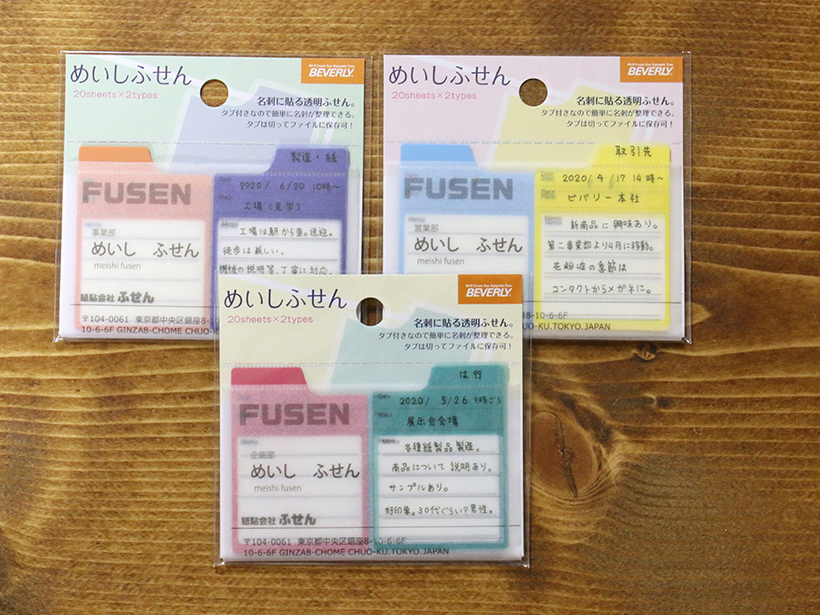 めいしふせん
20sheets×2types
BEVERLY
名刺に貼る透明ふせん。
タブ付きなので簡単に名刺が整理できる。
タブは切ってファイルに保存可!
製造・紙
FUSEN
2020/ 6/20 10時~
工場(見学)
Memo
事業部
めいし ふせん
meishi fusen
工場は駅から車。送迎。
徒歩は厳しい。
機械の説明等、丁寧に対応。
紙貼会社 ふせん
〒104-0061 東京都中央区銀座8-
10-6-6F GINZA8-CHOME CHUO-
めいしふせん
20sheets×2types
BEVERLY
名刺に貼る透明ふせん。
タブ付きなので簡単に名刺が整理できる。
タブは切ってファイルに保存可!
取引先
FUSEN
2020/ 4/17 14時~
ビバリー本社
Memo
営業部
めいし ふせん
meishi fusen
新商品に興味あり。
第二事業部より4月に移動。
花粉症の季節は
コンタクトからメガネに。
10-6-6F
CHUO-KU.TOKYO.JAPAN
めいしふせん
20sheets×2types
BEVERLY
名刺に貼る透明ふせん。
タブ付きなので簡単に名刺が整理できる。
タブは切ってファイルに保存可!
は行
FUSEN
2020/ 5/26 9時ごろ
展示会会場
Memo
企画部
めいし ふせん
meishi fusen
各種紙製品製造。
商品について説明あり。
サンプルあり。
好印象。30代ぐらい?男性。
紙貼会社 ふせん
〒104-0061 東京都中央区銀座8-10-6-6F
10-6-6F GINZA8-CHOME CHUO-KU.TOKYO.JAPAN